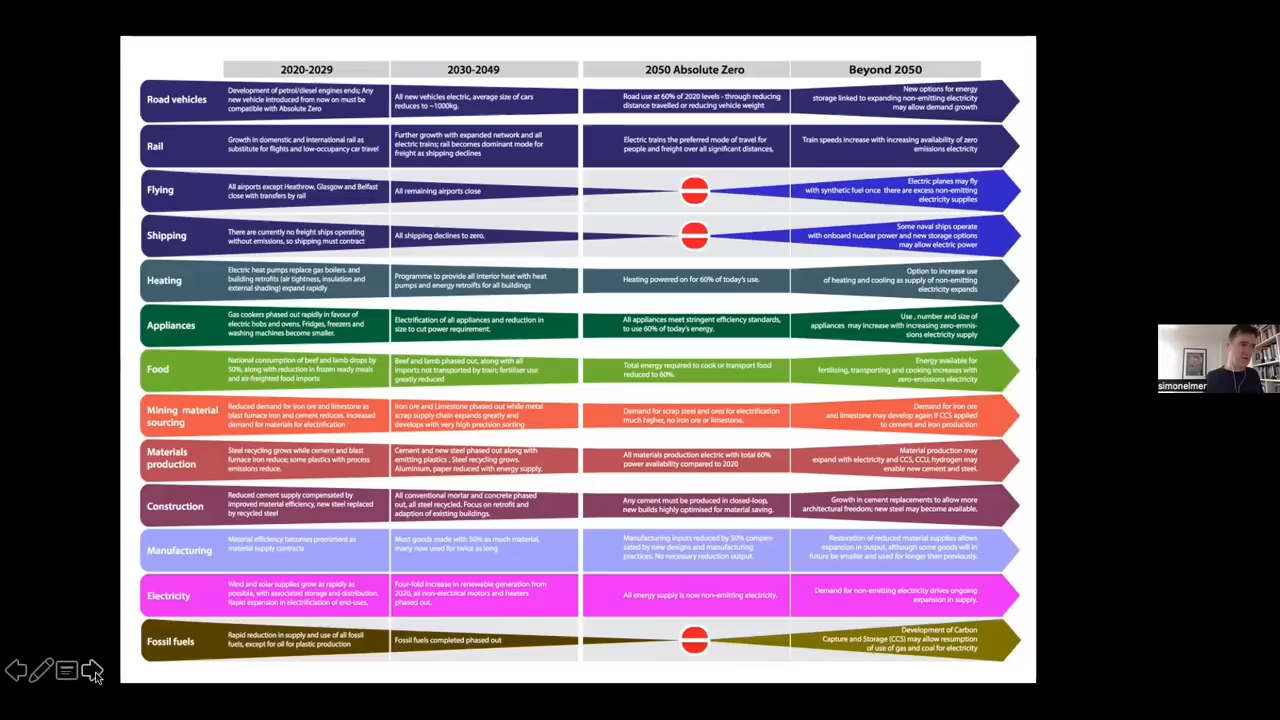 2020-2029
2030-2049
2050 Absolute Zero
Beyond 2050
Road vehicles
Development of petrol/diesel engines ends; Any
new vehicle introduced from now on must be
compatible with Absolute Zero
All new vehicles electric, average size of cars
reduces to ~1000kg.
Road use at 60% of 2020 levels - through reducing
distance travelled or reducing vehicle weight
New options for energy
storage linked to expanding non-emitting electricity
may allow demand growth
Rail
Growth in domestic and international rail as
substitute for flights and low-occupancy car travel
Further growth with expanded network and all
electric trains; rail becomes dominant mode for
freight as shipping declines
Electric trains the preferred mode of travel for
people and freight over all significant distances,
Train speeds increase with increasing availability of zero
emissions electricity
Flying
All airports except Heathrow, Glasgow and Belfast
close with transfers by rail
All remaining airports close
Electric planes may fly
with synthetic fuel once there are excess non-emitting
electricity supplies
Shipping
There are currently no freight ships operating
without emissions, so shipping must contract
All shipping declines to zero.
Some naval ships operate
with onboard nuclear power and new storage options
may allow electric power
Heating
Electric heat pumps replace gas boilers. and
building retrofits (air tightness, insulation and
external shading) expand rapidly
Programme to provide all interior heat with heat
pumps and energy retroifts for all buildings
Heating powered on for 60% of today's use.
Option to increase use
of heating and cooling as supply of non-emitting
electricity expands
Appliances
Gas cookers phased out rapidly in favour of
electric hobs and ovens. Fridges, freezers and
washing machines become smaller.
Electrification of all appliances and reduction in
size to cut power requirement.
All appliances meet stringent efficiency standards,
to use 60% of today's energy.
Use , number and size of
appliances may increase with increasing zero-emnis-
sions electricity supply
Food
National consumption of beef and lamb drops by
50%, along with reduction in frozen ready meals
and air-freighted food imports
Beef and lamb phased out, along with all
imports not transported by train; fertiliser use
greatly reduced
Total energy required to cook or transport food
reduced to 60%.
Energy available for
fertilising, transporting and cooking increases with
zero-emissions electricity
Mining material
sourcing
Reduced demand for iron ore and limestone as
blast furnace iron and cement reduces. Increased
demand for materials for electrification
Iron ore and Limestone phased out while metal
scrap supply chain expands greatly and
develops with very high precision sorting
Demand for scrap steel and ores for electrification
much higher, no iron ore or limestone.
Demand for iron ore
and limestone may develop again if CCS applied
to cement and iron production
Materials
production
Steel recycling grows while cement and blast
furnace iron reduce; some plastics with process
emissions reduce.
Cement and new steel phased out along with
emitting plastics . Steel recycling grows.
Aluminium, paper reduced with energy supply.
All materials production electric with total 60%
power availability compared to 2020
Material production may
expand with electricity and CCS, CCU, hydrogen may
enable new cement and steel.
Construction
Reduced cement supply compensated by
improved material efficiency, new steel replaced
by recycled steel
All conventional mortar and concrete phased
out, all steel recycled. Focus on retrofit and
adaption of existing buildings.
Any cement must be produced in closed-loop,
new builds highly optimised for material saving.
Growth in cement replacements to allow more
architectural freedom; new steel may become available.
Manufacturing
Material efficiency becomes prominent as
material supply contracts
Most goods made with 50% as much material,
many now used for twice as long
Manufacturing inputs reduced by 50% compen-
sated by new designs and manufacturing
practices. No necessary reduction output.
Restoration of reduced material supplies allows
expansion in output, although some goods will in
future be smaller and used for longer than previously.
Electricity
Wind and solar supplies grow as rapidly as
possible, with associated storage and distribution.
Rapid expansion in electrificiation of end-uses.
Four-fold increase in renewable generation from
2020, all non-electrical motors and heaters
phased out.
All energy supply is now non-emitting electricity.
Demand for non-emitting electricity drives ongoing
expansion in supply.
Fossil fuels
Rapid reduction in supply and use of all fossil
fuels, except for oil for plastic production
Fossil fuels completed phased out
Development of Carbon
Capture and Storage (CCS) may allow resumption
of use of gas and coal for electricity
simonelmer